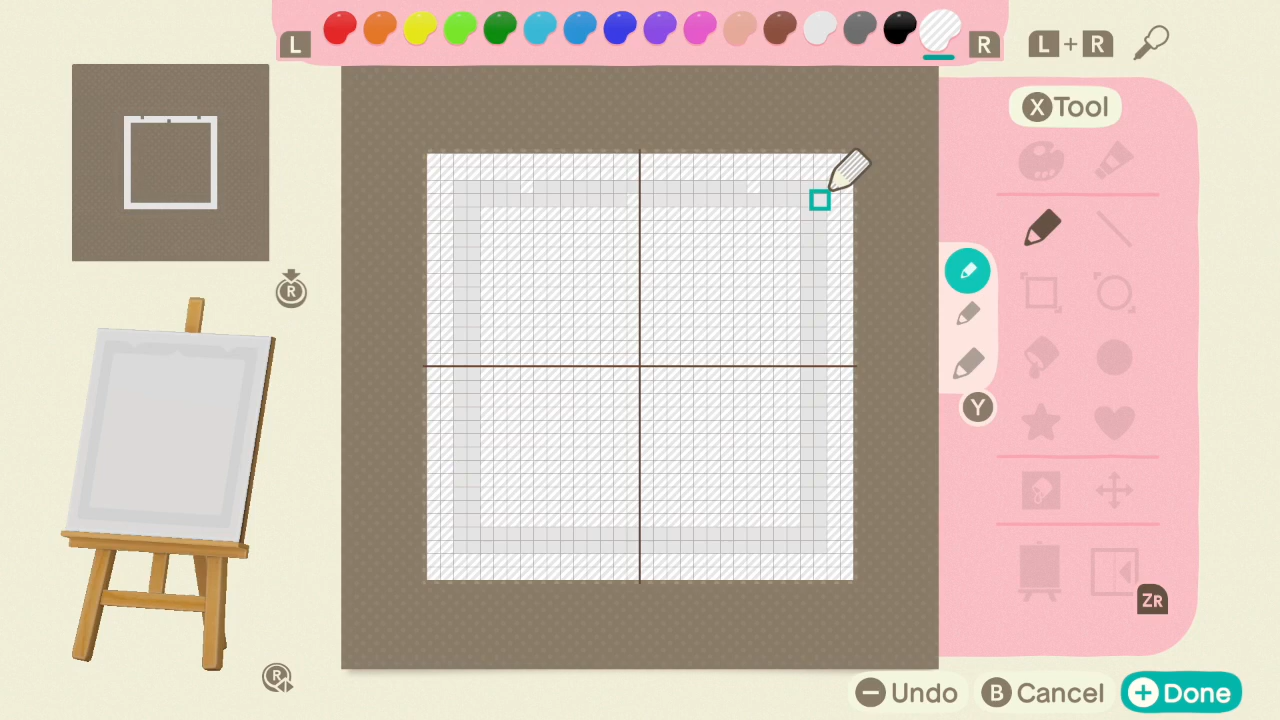 L
R
L + R
X Tool
R
Y
ZR
R
− Undo
B Cancel
+ Done